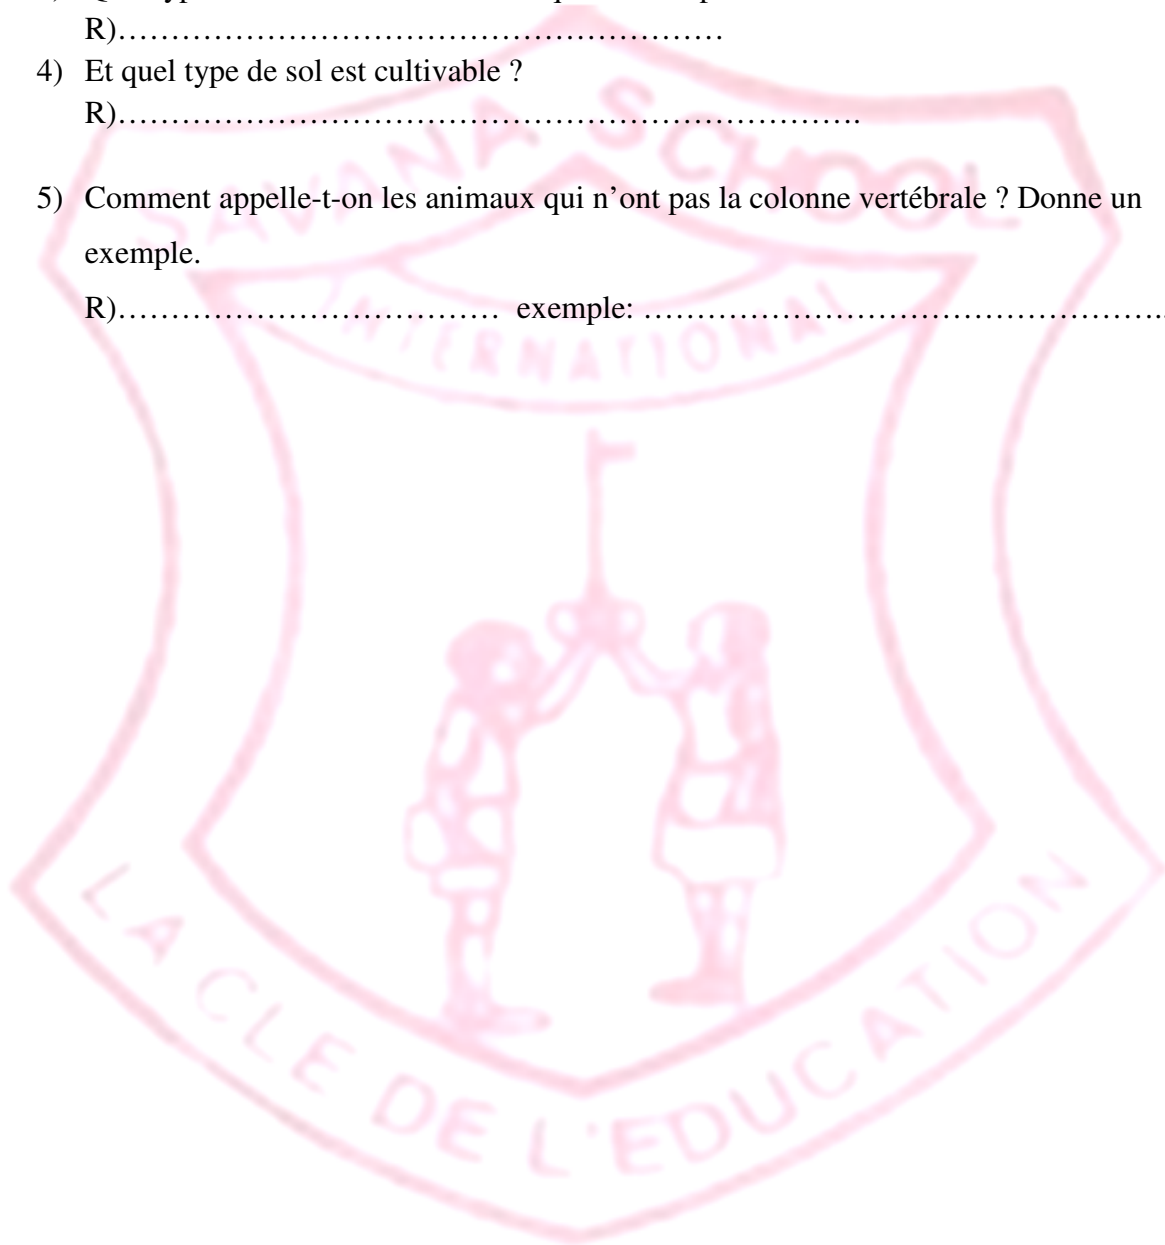 R)……………………………………………………
4) Et quel type de sol est cultivable ?
R)……………………………………………………………….
5) Comment appelle-t-on les animaux qui n’ont pas la colonne vertébrale ? Donne un
exemple.
R)……………………………… exemple: …………………………………………
SAVANA SCHOOL
INTERNATIONAL
LA CLE DE L'EDUCATION